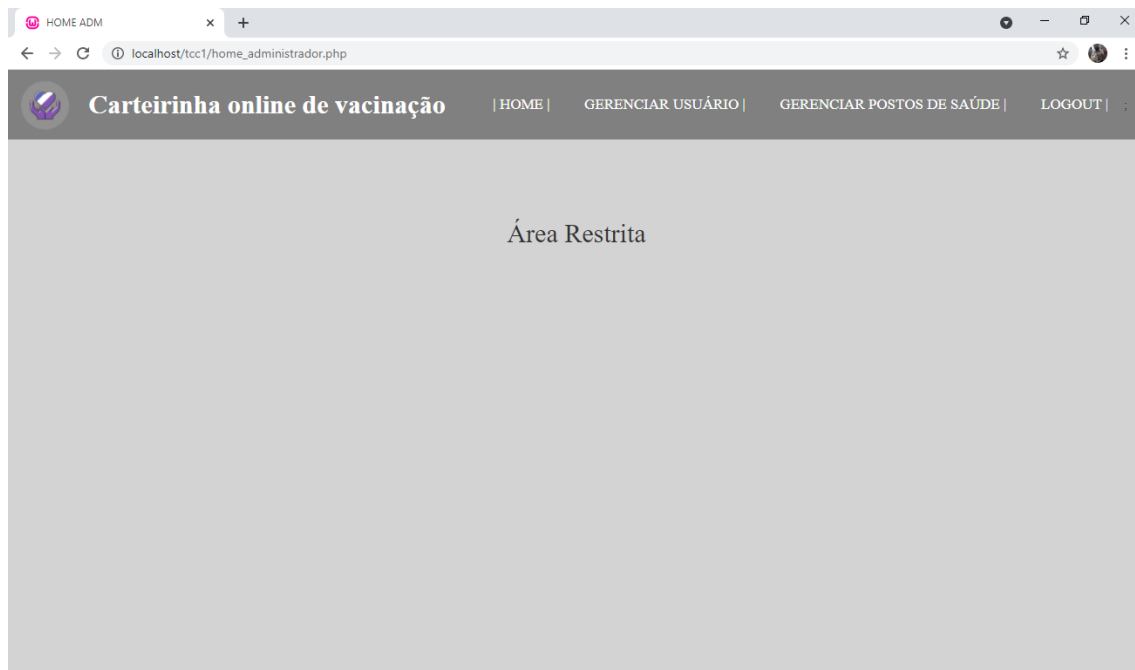 HOME ADM
localhost/tcc1/home_administrador.php
Carteirinha online de vacinação | HOME | GERENCIAR USUÁRIO | GERENCIAR POSTOS DE SAÚDE | LOGOUT | ;
Área Restrita